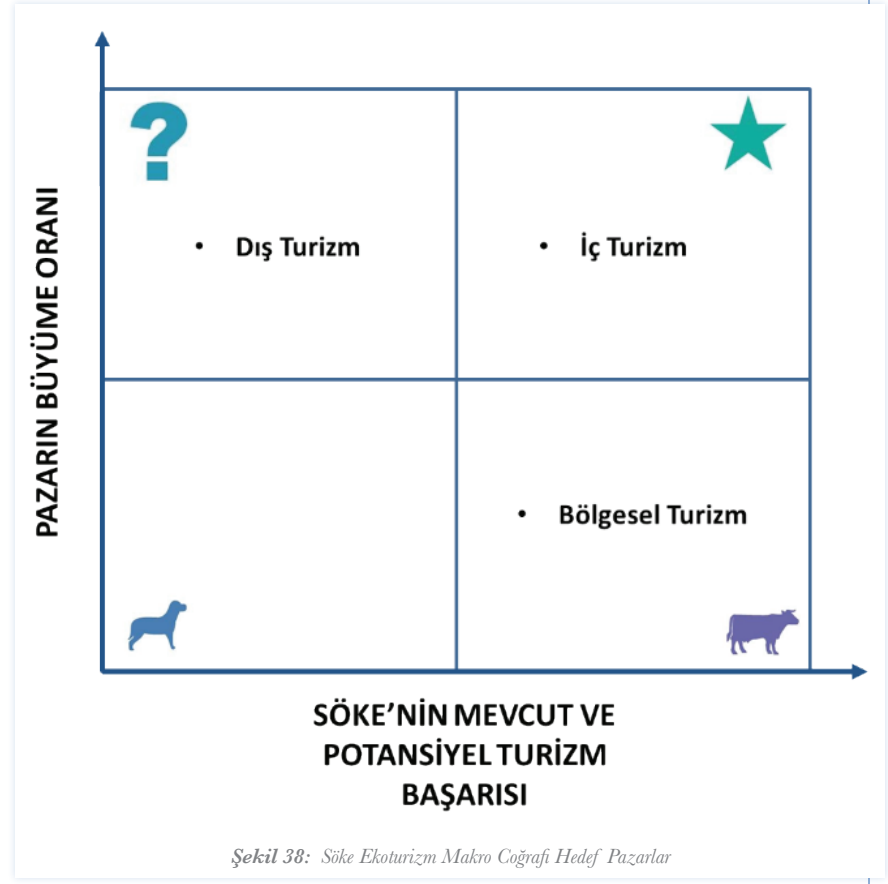 ?
PAZARIN BÜYÜME ORANI
• Dış Turizm
• İç Turizm
• Bölgesel Turizm
SÖKE’NİN MEVCUT VE
POTANSİYEL TURİZM
BAŞARISI
Şekil 38: Söke Ekoturizm Makro Coğrafi Hedef Pazarlar